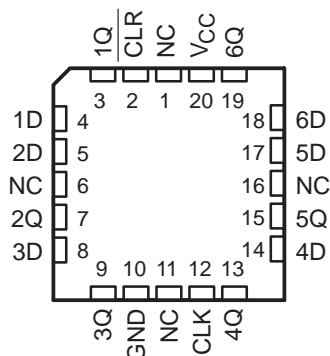 1Q CLR NC VCC 6Q
3 2 1 20 19
1D 4 18 6D
2D 5 17 5D
NC 6 16 NC
2Q 7 15 5Q
3D 8 14 4D
9 10 11 12 13
3Q GND NC CLK 4Q